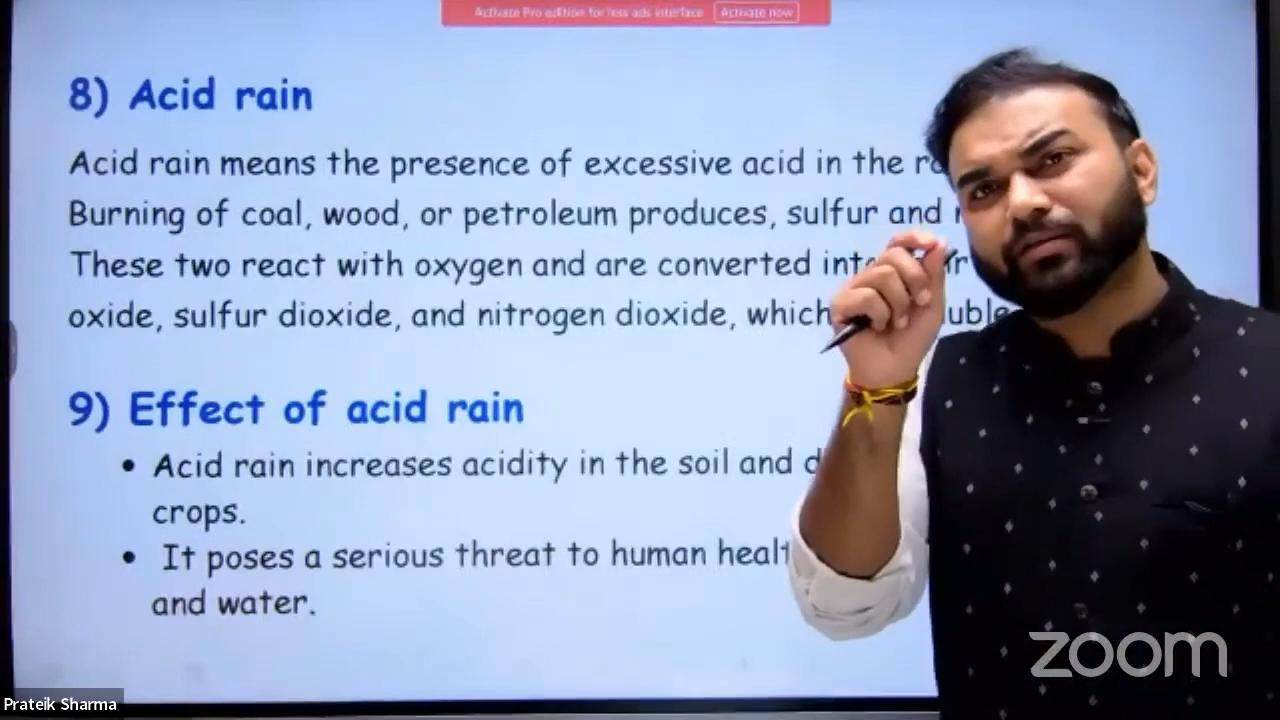 Activate Pro edition for less ads interface Activate now
8) Acid rain
Acid rain means the presence of excessive acid in the
Burning of coal, wood, or petroleum produces, sulfur and
These two react with oxygen and are converted into
oxide, sulfur dioxide, and nitrogen dioxide, which
9) Effect of acid rain
• Acid rain increases acidity in the soil and
crops.
• It poses a serious threat to human
and water.
zoom
Prateik Sharma